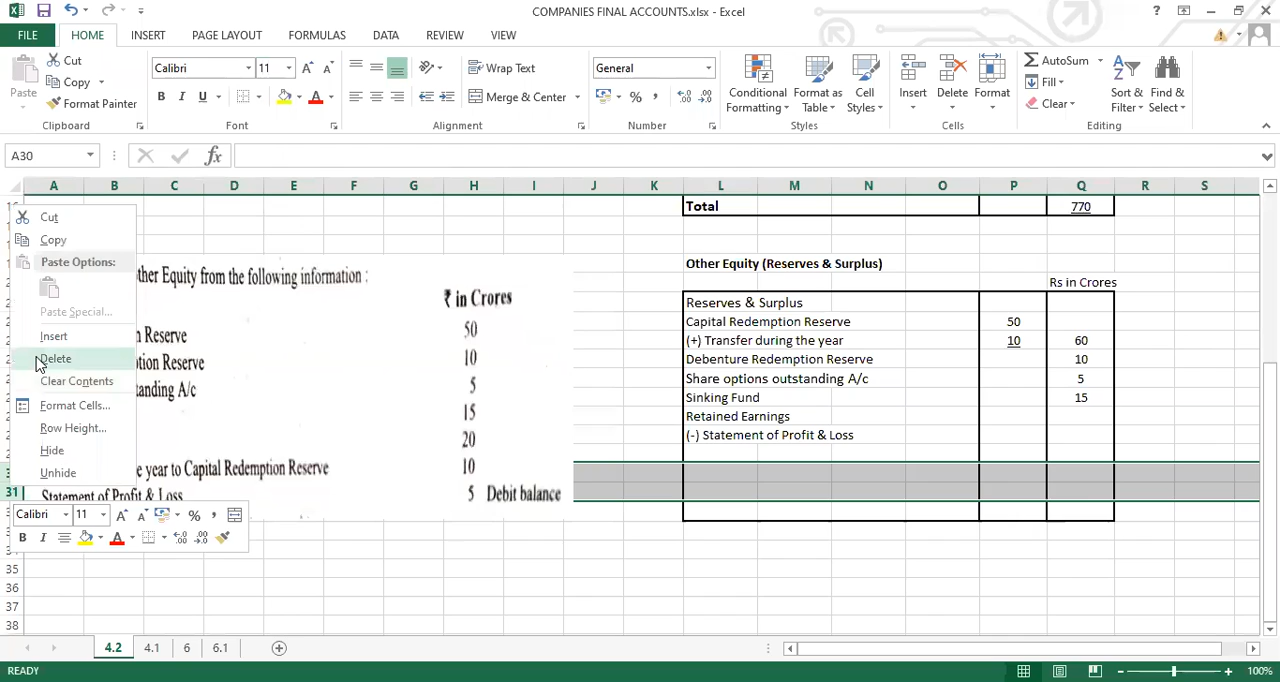 COMPANIES FINAL ACCOUNTS.xlsx - Excel
FILE HOME INSERT PAGE LAYOUT FORMULAS DATA REVIEW VIEW
Cut
Copy
Format Painter
Paste
Clipboard
Calibri 11
B I U
Font
Wrap Text
Merge & Center
Alignment
General
Number
Conditional Formatting
Format as Table
Cell Styles
Styles
Insert Delete Format
Cells
AutoSum
Fill
Clear
Sort & Filter
Find & Select
Editing
A30
A B C D E F G H I J K L M N O P Q R S
Total 770
Other Equity (Reserves & Surplus)
Rs in Crores
Reserves & Surplus
Capital Redemption Reserve 50
(+) Transfer during the year 10 60
Debenture Redemption Reserve 10
Share options outstanding A/c 5
Sinking Fund 15
Retained Earnings
(-) Statement of Profit & Loss
Cut
Copy
Paste Options:
Paste Special...
Insert
Delete
Clear Contents
Format Cells...
Row Height...
Hide
Unhide
Calibri 11
B I A
other Equity from the following information :
₹ in Crores
50
Reserve
10
ption Reserve
5
tanding A/c
15
20
e year to Capital Redemption Reserve 10
Statement of Profit & Loss 5 Debit balance
31
35
36
37
38
4.2 4.1 6 6.1
READY
100%